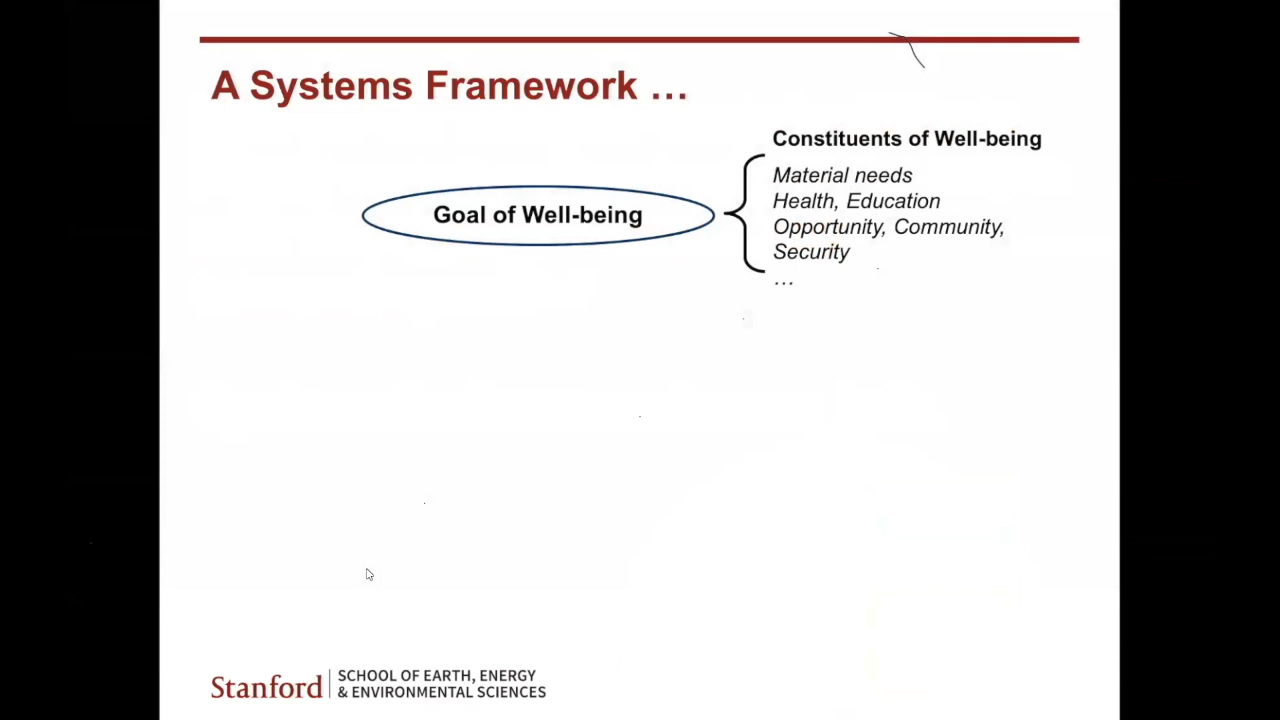 A Systems Framework …
Constituents of Well-being
Goal of Well-being
Material needs
Health, Education
Opportunity, Community,
Security
…
Stanford
SCHOOL OF EARTH, ENERGY
& ENVIRONMENTAL SCIENCES